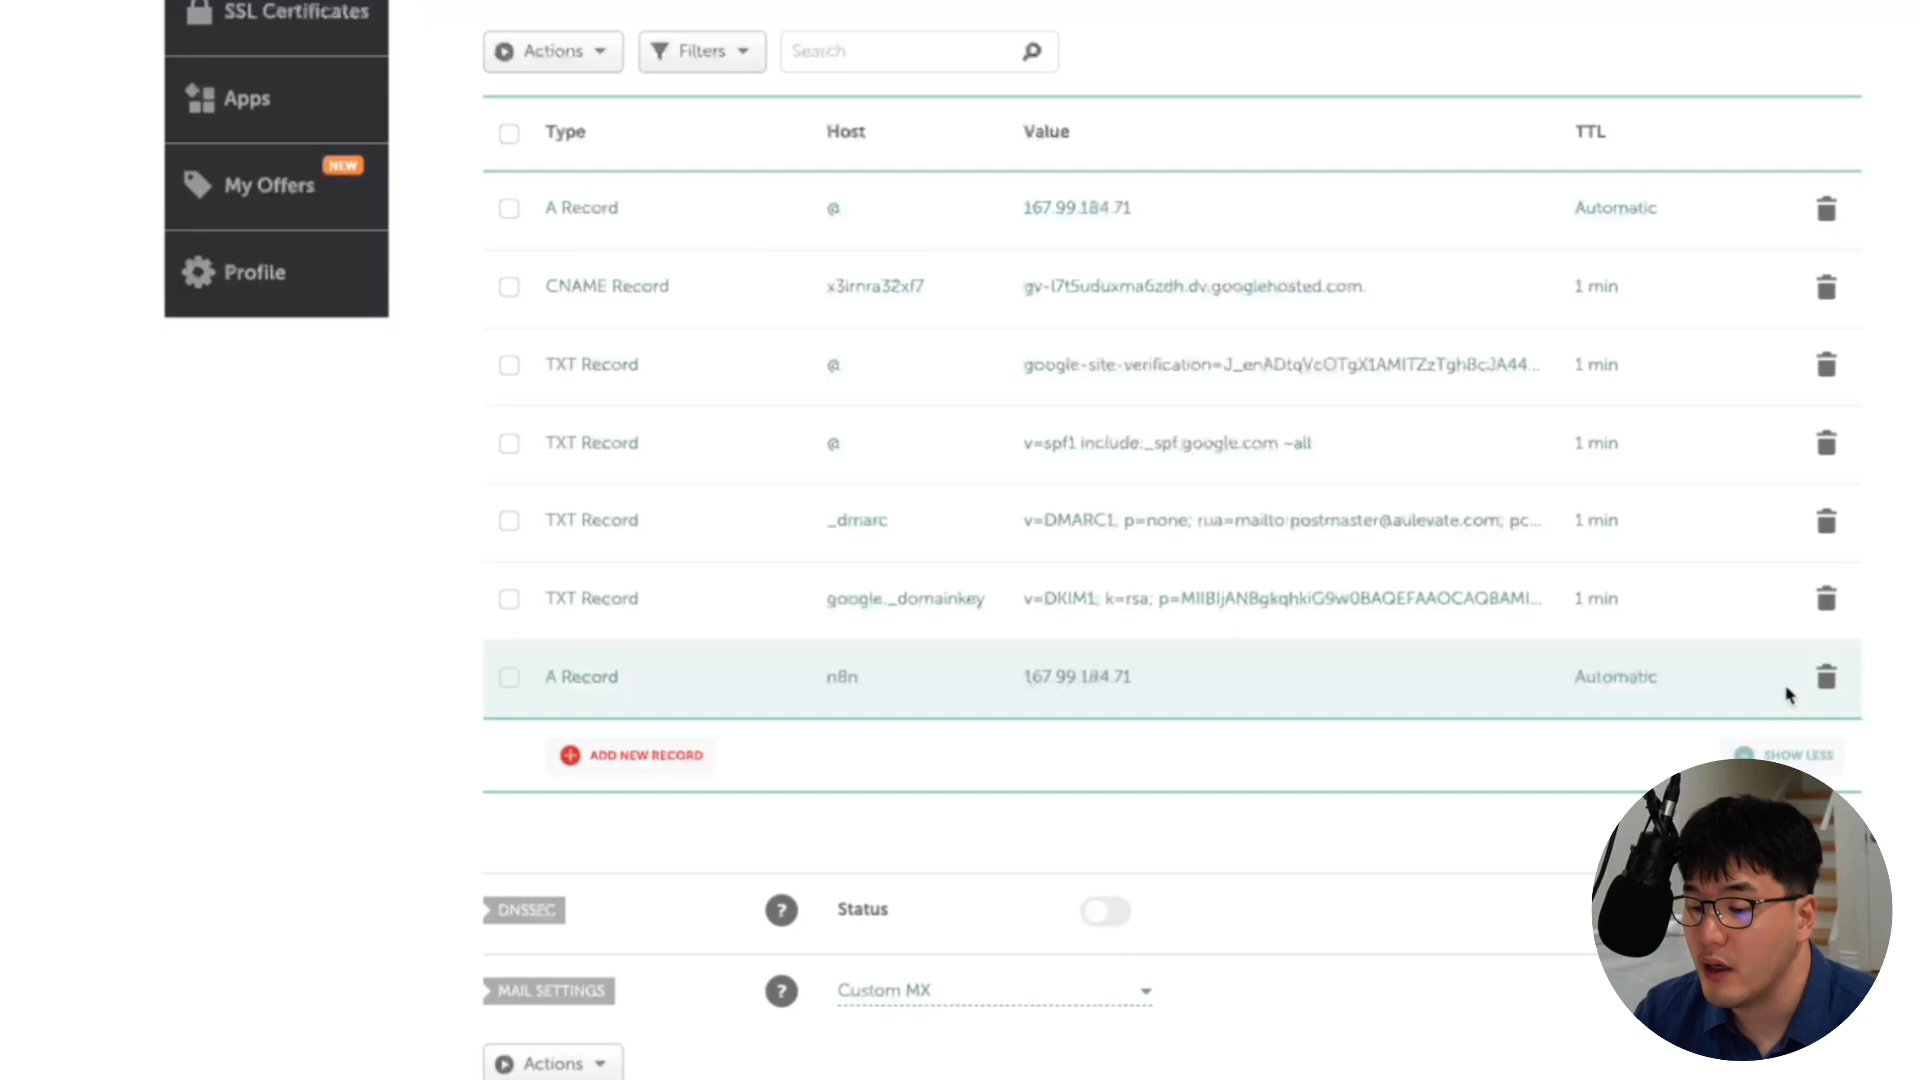 SSL Certificates
Apps
My Offers NEW
Profile
Actions Filters Search
Type Host Value TTL
A Record @ 167.99.184.71 Automatic
CNAME Record x3irnra32xf7 gv-l7t5uduxma6zdh.dv.googlehosted.com. 1 min
TXT Record @ google-site-verification=J_enADtqVcOTgX1AMITZzTghBcJA44... 1 min
TXT Record @ v=spf1 include:_spf.google.com ~all 1 min
TXT Record _dmarc v=DMARC1; p=none; rua=mailto:postmaster@aulevate.com; pc... 1 min
TXT Record google._domainkey v=DKIM1; k=rsa; p=MIIBIjANBgkqhkiG9w0BAQEFAAOCAQ8AMI... 1 min
A Record n8n 167.99.184.71 Automatic
ADD NEW RECORD SHOW LESS
DNSSEC ? Status
MAIL SETTINGS ? Custom MX
Actions